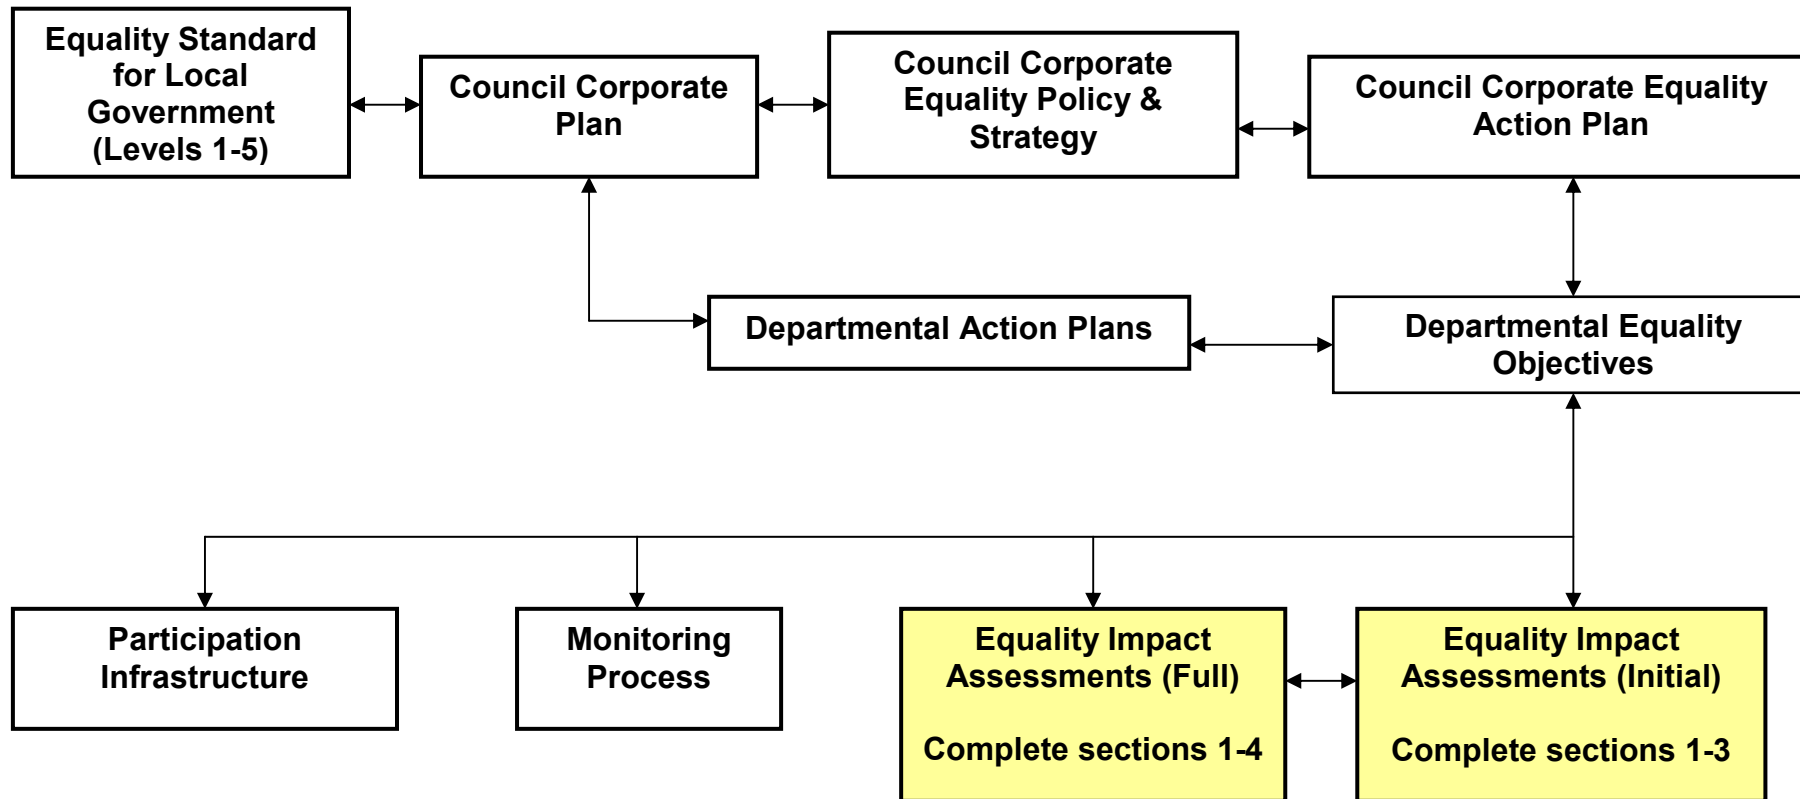 Equality Standard
for Local
Government
(Levels 1-5)
Council Corporate
Plan
Council Corporate
Equality Policy &
Strategy
Council Corporate Equality
Action Plan
Departmental Action Plans
Departmental Equality
Objectives
Participation
Infrastructure
Monitoring
Process
Equality Impact
Assessments (Full)
Complete sections 1-4
Equality Impact
Assessments (Initial)
Complete sections 1-3